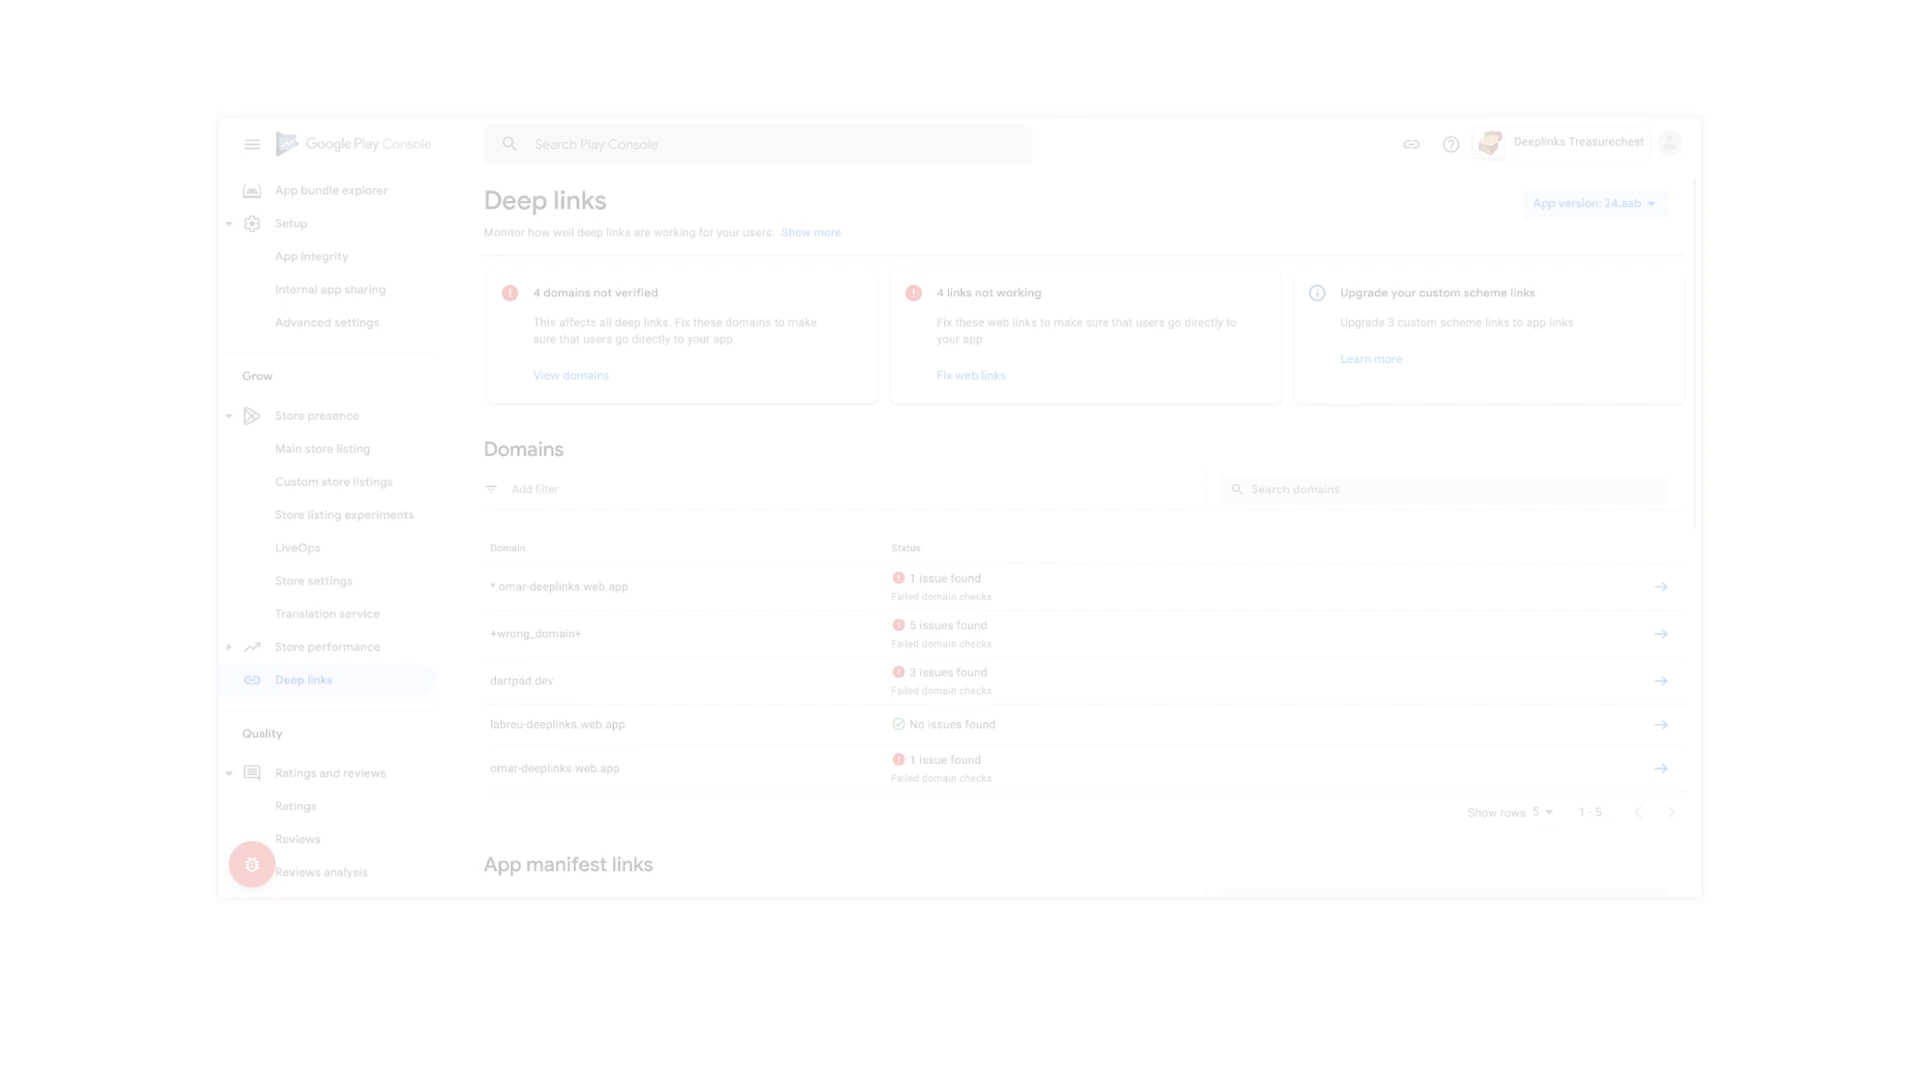 Google Play Console
Search Play Console
Deeplinks Treasurechest
App bundle explorer
Setup
App integrity
Internal app sharing
Advanced settings
Grow
Store presence
Main store listing
Custom store listings
Store listing experiments
LiveOps
Store settings
Translation service
Store performance
Deep links
Quality
Ratings and reviews
Ratings
Reviews
Reviews analysis
Deep links
App version: 24.aab
Monitor how well deep links are working for your users. Show more
4 domains not verified
This affects all deep links. Fix these domains to make
sure that users go directly to your app.
View domains
4 links not working
Fix these web links to make sure that users go directly to
your app
Fix web links
Upgrade your custom scheme links
Upgrade 3 custom scheme links to app links
Learn more
Domains
Add filter
Search domains
Domain Status
*.omar-deeplinks.web.app 1 issue found
Failed domain checks
+wrong_domain+ 5 issues found
Failed domain checks
dartpad.dev 3 issues found
Failed domain checks
labreu-deeplinks.web.app No issues found
omar-deeplinks.web.app 1 issue found
Failed domain checks
Show rows 5 1 - 5
App manifest links